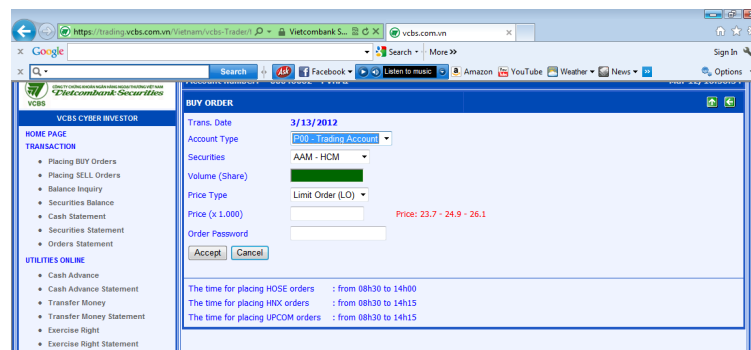 https://trading.vcbs.com.vn/Vietnam/vcbs-Trader/I
Vietcombank S...
vcbs.com.vn
x Google
Search
More >>
Sign In
x Q
Search
Ask
Facebook
Listen to music
Amazon
YouTube
Weather
News
Options
Vietcombank Securities
VCBS
VCBS CYBER INVESTOR
HOME PAGE
TRANSACTION
Placing BUY Orders
Placing SELL Orders
Balance Inquiry
Securities Balance
Cash Statement
Securities Statement
Orders Statement
UTILITIES ONLINE
Cash Advance
Cash Advance Statement
Transfer Money
Transfer Money Statement
Exercise Right
Exercise Right Statement
BUY ORDER
Trans. Date 3/13/2012
Account Type P00 - Trading Account
Securities AAM - HCM
Volume (Share)
Price Type Limit Order (LO)
Price (x 1.000) Price: 23.7 - 24.9 - 26.1
Order Password
Accept Cancel
The time for placing HOSE orders : from 08h30 to 14h00
The time for placing HNX orders : from 08h30 to 14h15
The time for placing UPCOM orders : from 08h30 to 14h15